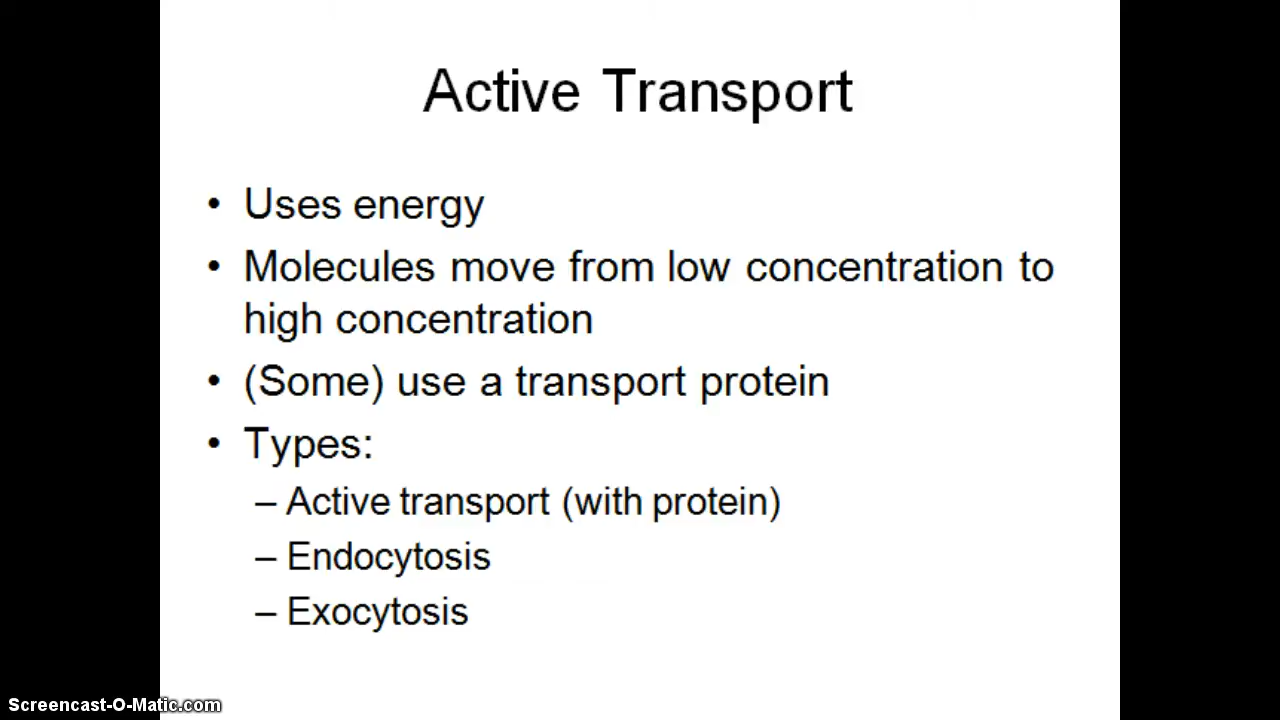 Active Transport
• Uses energy
• Molecules move from low concentration to
high concentration
• (Some) use a transport protein
• Types:
– Active transport (with protein)
– Endocytosis
– Exocytosis
Screencast-O-Matic.com